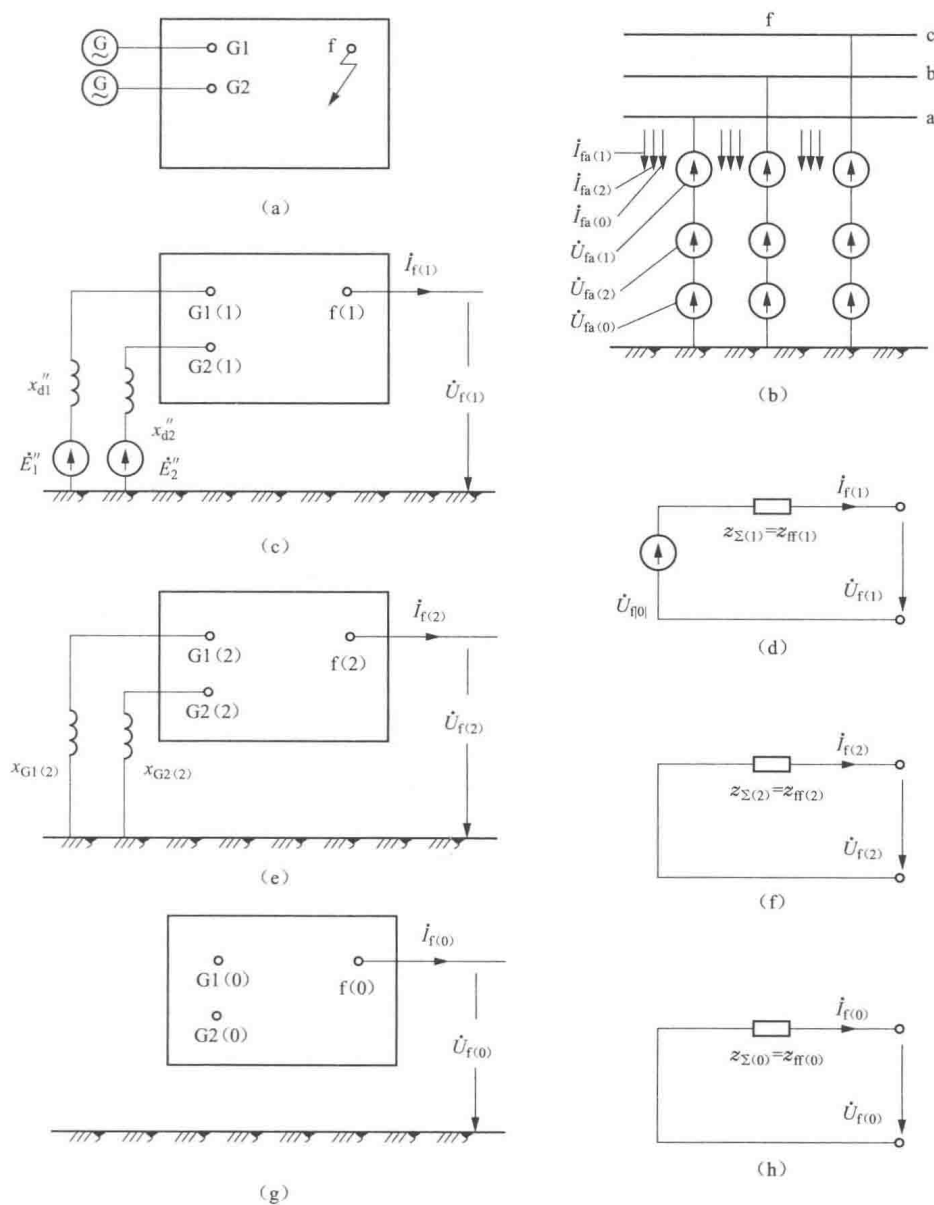 G
G1
G
G2
f
(a)
f
c
b
a
İfa(1)
İfa(2)
İfa(0)
U̇fa(1)
U̇fa(2)
U̇fa(0)
(b)
İf(1)
G1(1)
f(1)
G2(1)
x″d1
x″d2
U̇f(1)
Ė″1
Ė″2
(c)
İf(1)
zΣ(1)=zff(1)
U̇f|0|
U̇f(1)
(d)
İf(2)
G1(2)
f(2)
G2(2)
U̇f(2)
xG1(2)
xG2(2)
(e)
İf(2)
zΣ(2)=zff(2)
U̇f(2)
(f)
İf(0)
G1(0)
f(0)
G2(0)
U̇f(0)
(g)
İf(0)
zΣ(0)=zff(0)
U̇f(0)
(h)